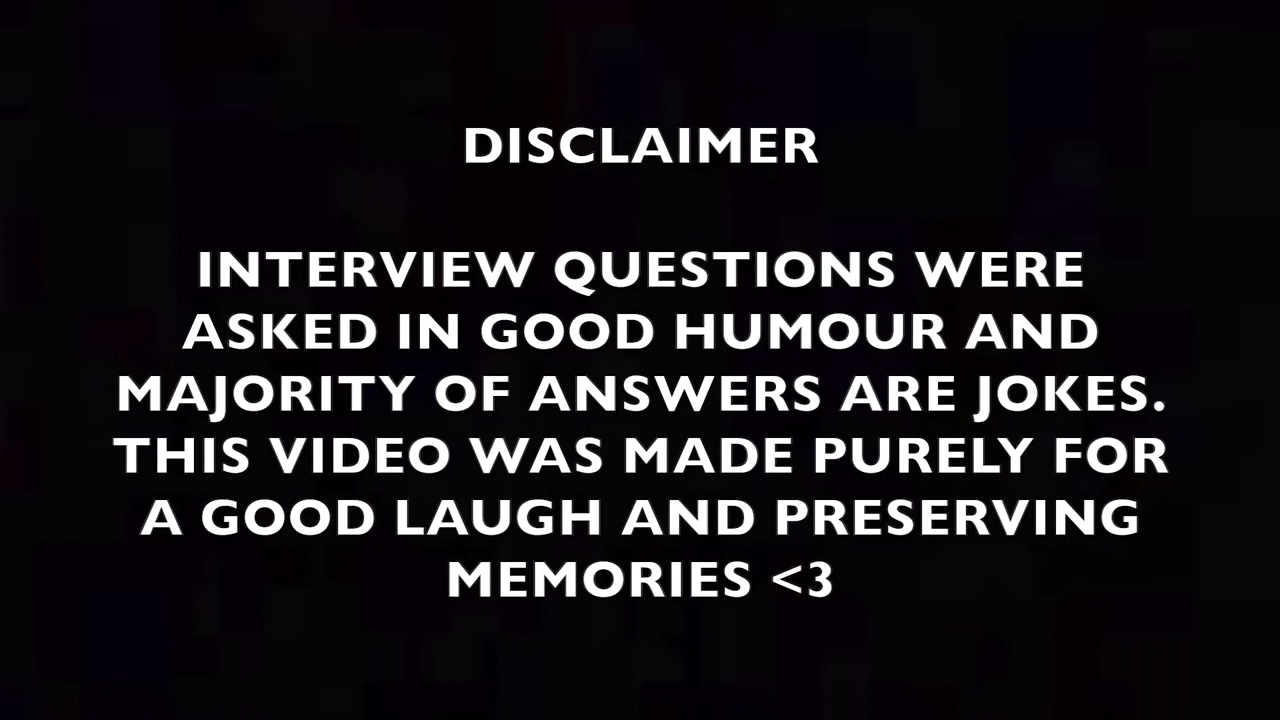 DISCLAIMER
INTERVIEW QUESTIONS WERE
ASKED IN GOOD HUMOUR AND
MAJORITY OF ANSWERS ARE JOKES.
THIS VIDEO WAS MADE PURELY FOR
A GOOD LAUGH AND PRESERVING
MEMORIES <3